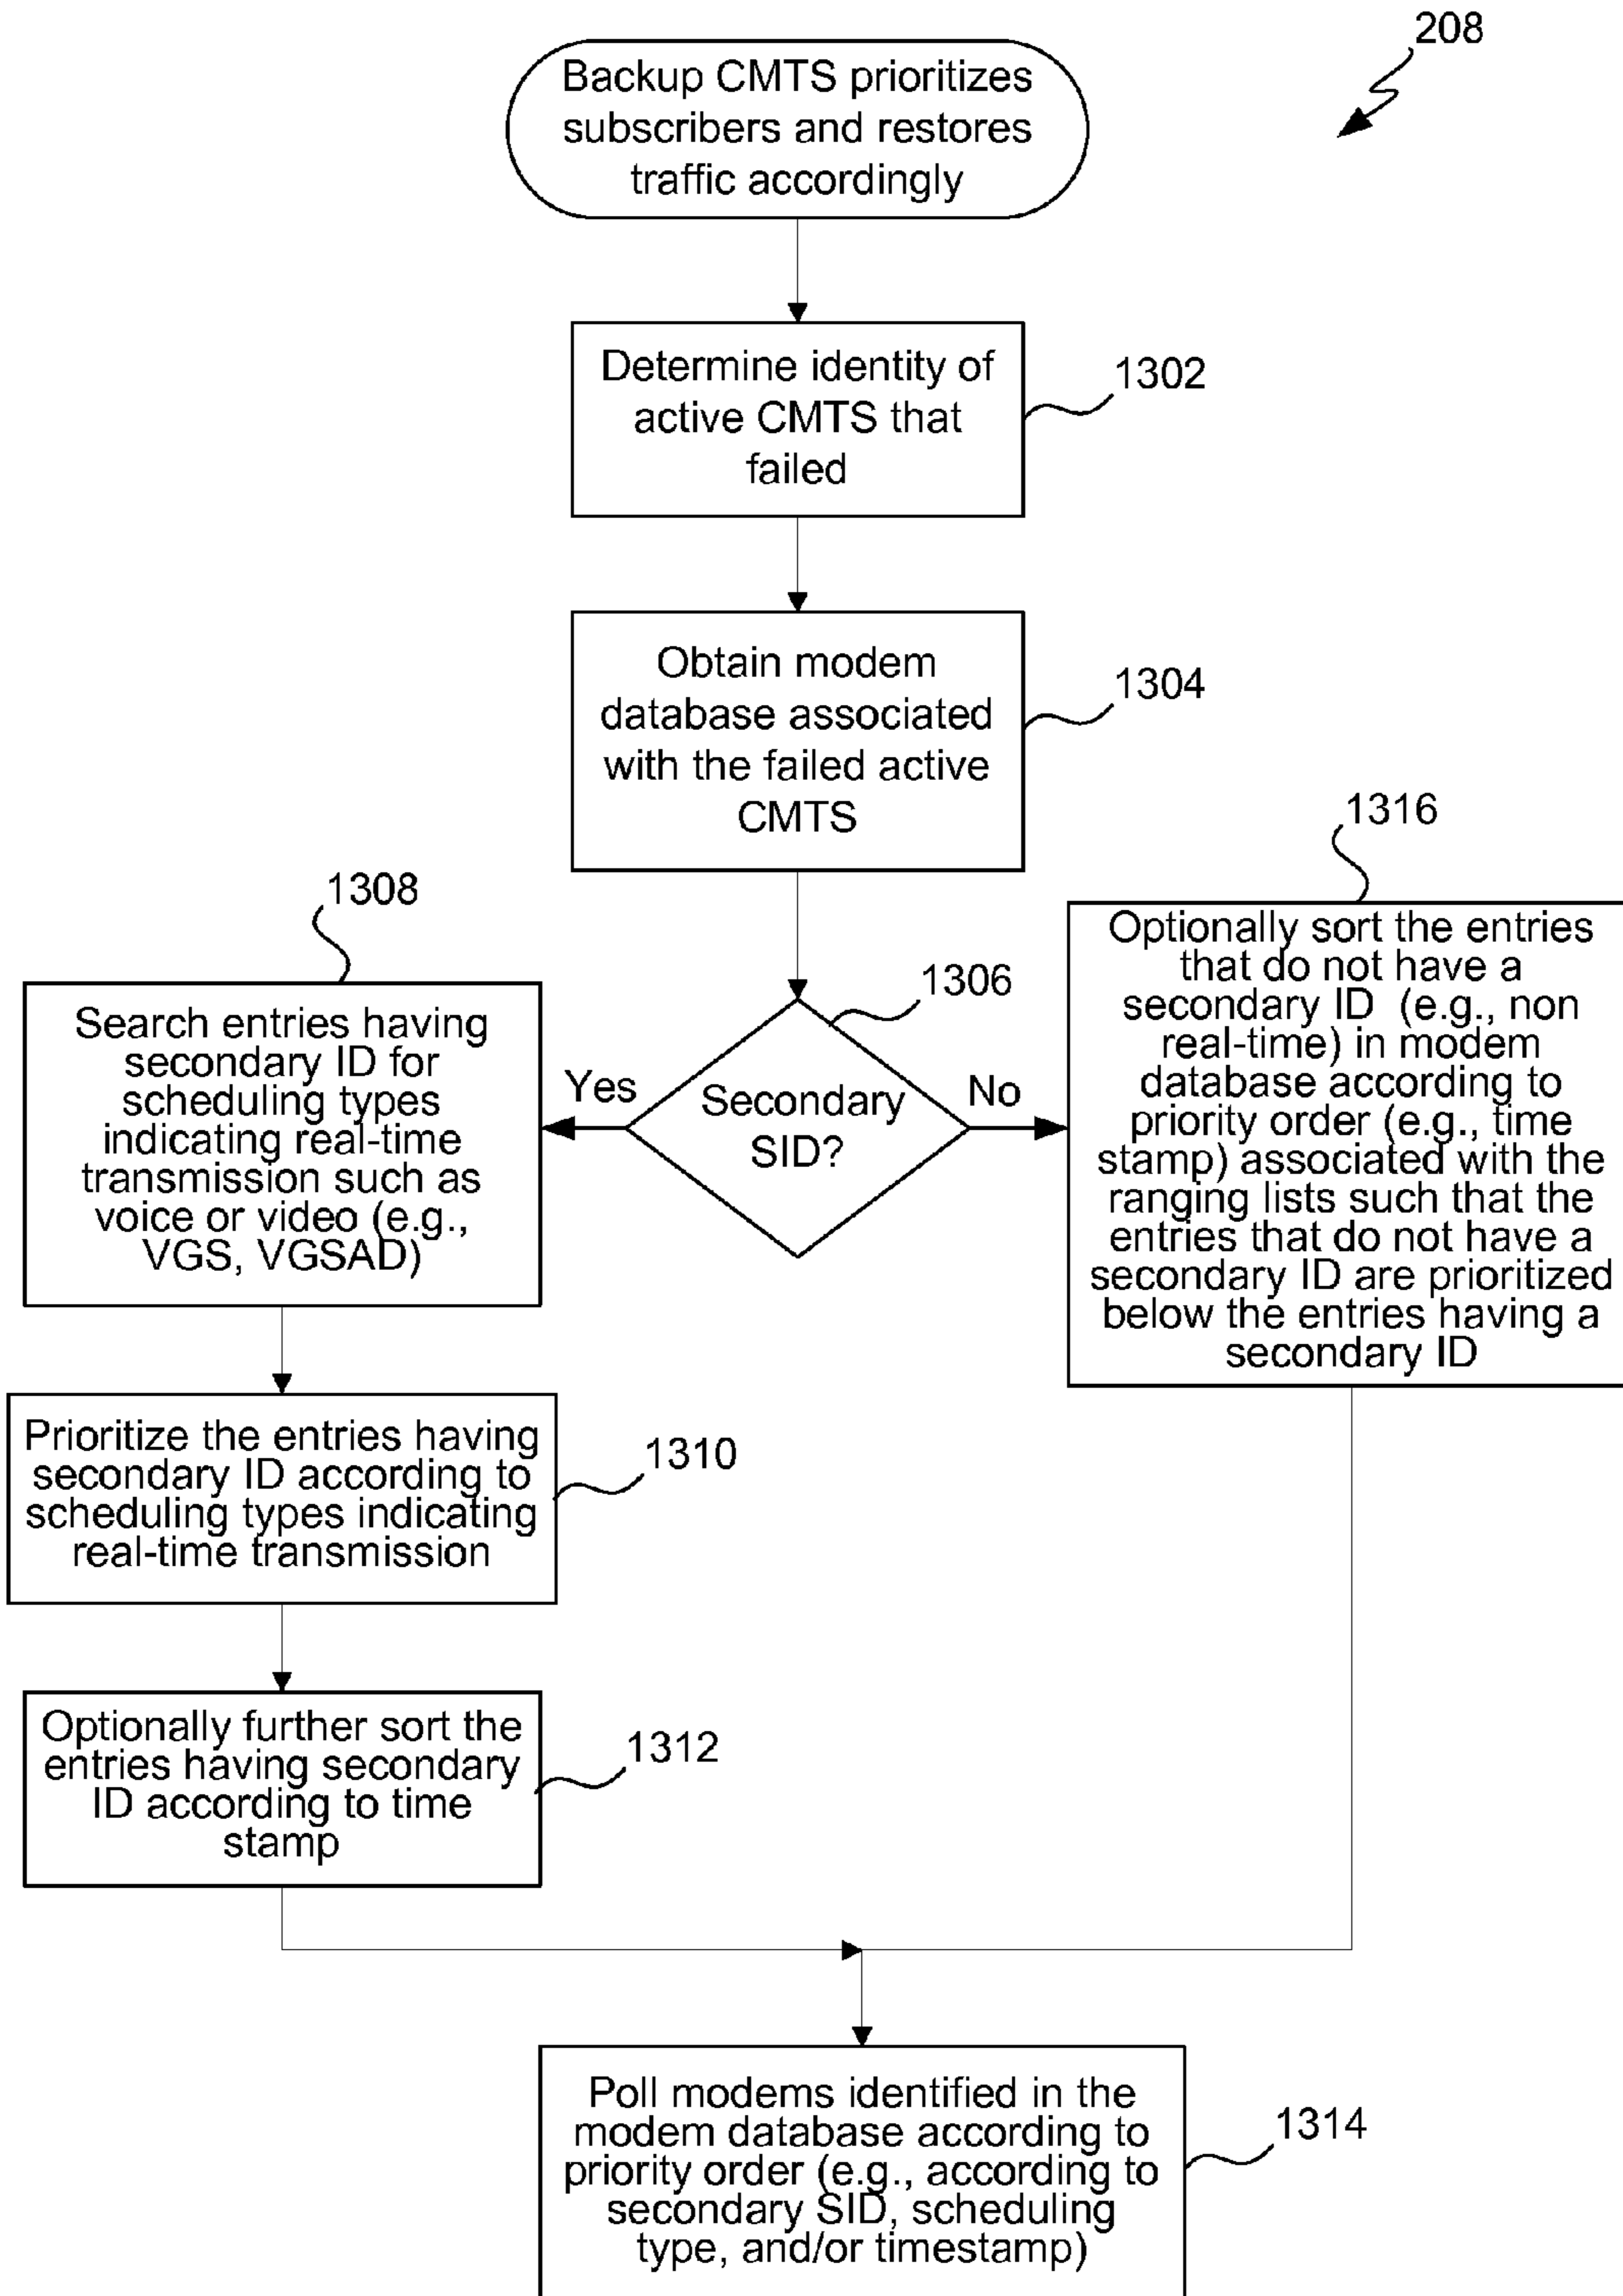 208
Backup CMTS prioritizes
subscribers and restores
traffic accordingly
Determine identity of
active CMTS that
failed
1302
Obtain modem
database associated
with the failed active
CMTS
1304
Secondary
SID?
1306
Yes
No
1308
Search entries having
secondary ID for
scheduling types
indicating real-time
transmission such as
voice or video (e.g.,
VGS, VGSAD)
Prioritize the entries having
secondary ID according to
scheduling types indicating
real-time transmission
1310
Optionally further sort the
entries having secondary
ID according to time
stamp
1312
1316
Optionally sort the entries
that do not have a
secondary ID (e.g., non
real-time) in modem
database according to
priority order (e.g., time
stamp) associated with the
ranging lists such that the
entries that do not have a
secondary ID are prioritized
below the entries having a
secondary ID
Poll modems identified in the
modem database according to
priority order (e.g., according to
secondary SID, scheduling
type, and/or timestamp)
1314